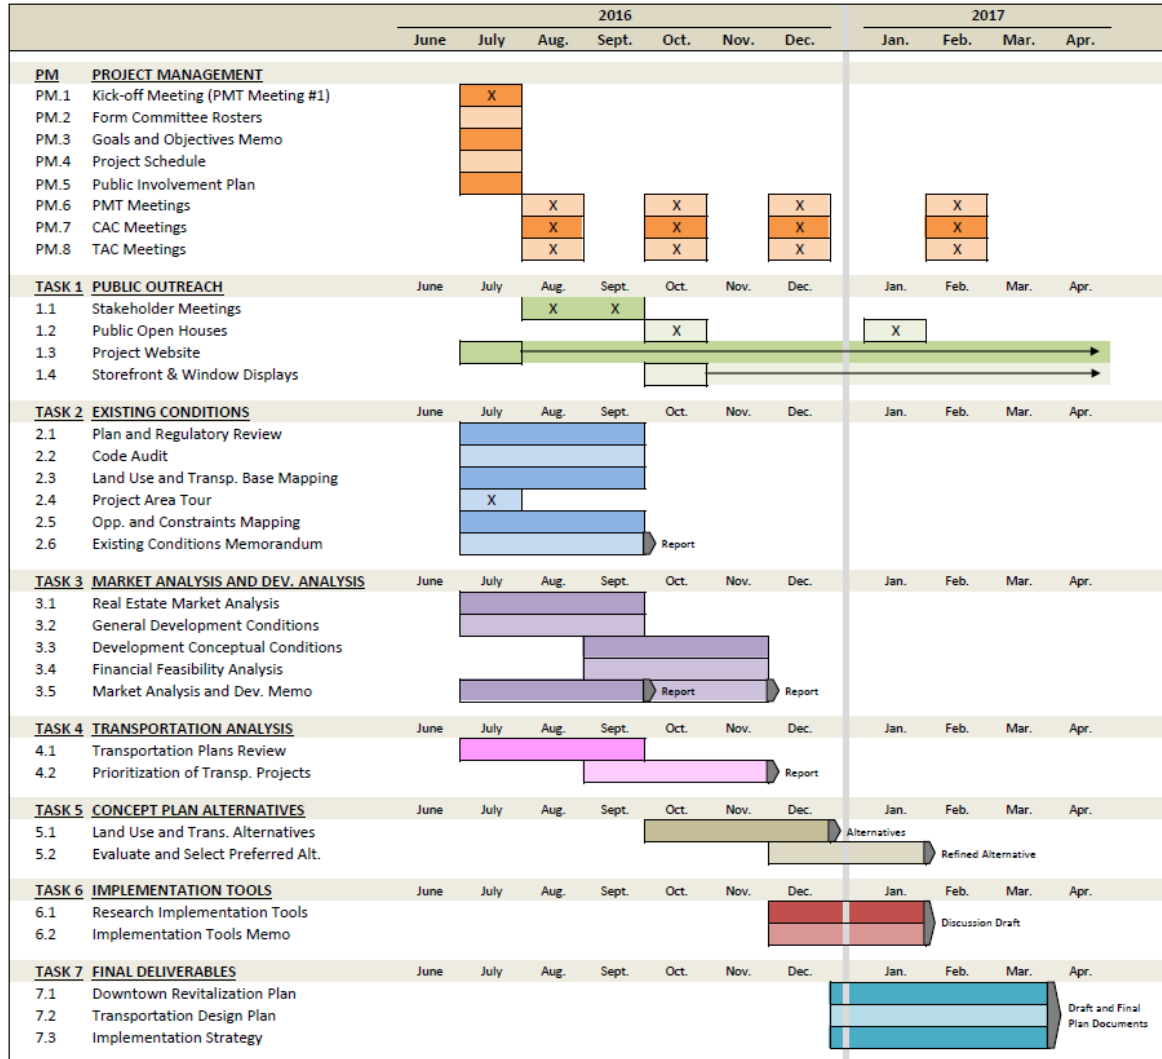 2016 2017
June July Aug. Sept. Oct. Nov. Dec. Jan. Feb. Mar. Apr.
PM PROJECT MANAGEMENT
PM.1 Kick-off Meeting (PMT Meeting #1) X
PM.2 Form Committee Rosters
PM.3 Goals and Objectives Memo
PM.4 Project Schedule
PM.5 Public Involvement Plan
PM.6 PMT Meetings X X X X
PM.7 CAC Meetings X X X X
PM.8 TAC Meetings X X X X
TASK 1 PUBLIC OUTREACH June July Aug. Sept. Oct. Nov. Dec. Jan. Feb. Mar. Apr.
1.1 Stakeholder Meetings X X
1.2 Public Open Houses X X
1.3 Project Website
1.4 Storefront & Window Displays
TASK 2 EXISTING CONDITIONS June July Aug. Sept. Oct. Nov. Dec. Jan. Feb. Mar. Apr.
2.1 Plan and Regulatory Review
2.2 Code Audit
2.3 Land Use and Transp. Base Mapping
2.4 Project Area Tour X
2.5 Opp. and Constraints Mapping
2.6 Existing Conditions Memorandum Report
TASK 3 MARKET ANALYSIS AND DEV. ANALYSIS June July Aug. Sept. Oct. Nov. Dec. Jan. Feb. Mar. Apr.
3.1 Real Estate Market Analysis
3.2 General Development Conditions
3.3 Development Conceptual Conditions
3.4 Financial Feasibility Analysis
3.5 Market Analysis and Dev. Memo Report Report
TASK 4 TRANSPORTATION ANALYSIS June July Aug. Sept. Oct. Nov. Dec. Jan. Feb. Mar. Apr.
4.1 Transportation Plans Review
4.2 Prioritization of Transp. Projects Report
TASK 5 CONCEPT PLAN ALTERNATIVES June July Aug. Sept. Oct. Nov. Dec. Jan. Feb. Mar. Apr.
5.1 Land Use and Trans. Alternatives Alternatives
5.2 Evaluate and Select Preferred Alt. Refined Alternative
TASK 6 IMPLEMENTATION TOOLS June July Aug. Sept. Oct. Nov. Dec. Jan. Feb. Mar. Apr.
6.1 Research Implementation Tools
Discussion Draft
6.2 Implementation Tools Memo
TASK 7 FINAL DELIVERABLES June July Aug. Sept. Oct. Nov. Dec. Jan. Feb. Mar. Apr.
7.1 Downtown Revitalization Plan
7.2 Transportation Design Plan
Draft and Final
Plan Documents
7.3 Implementation Strategy